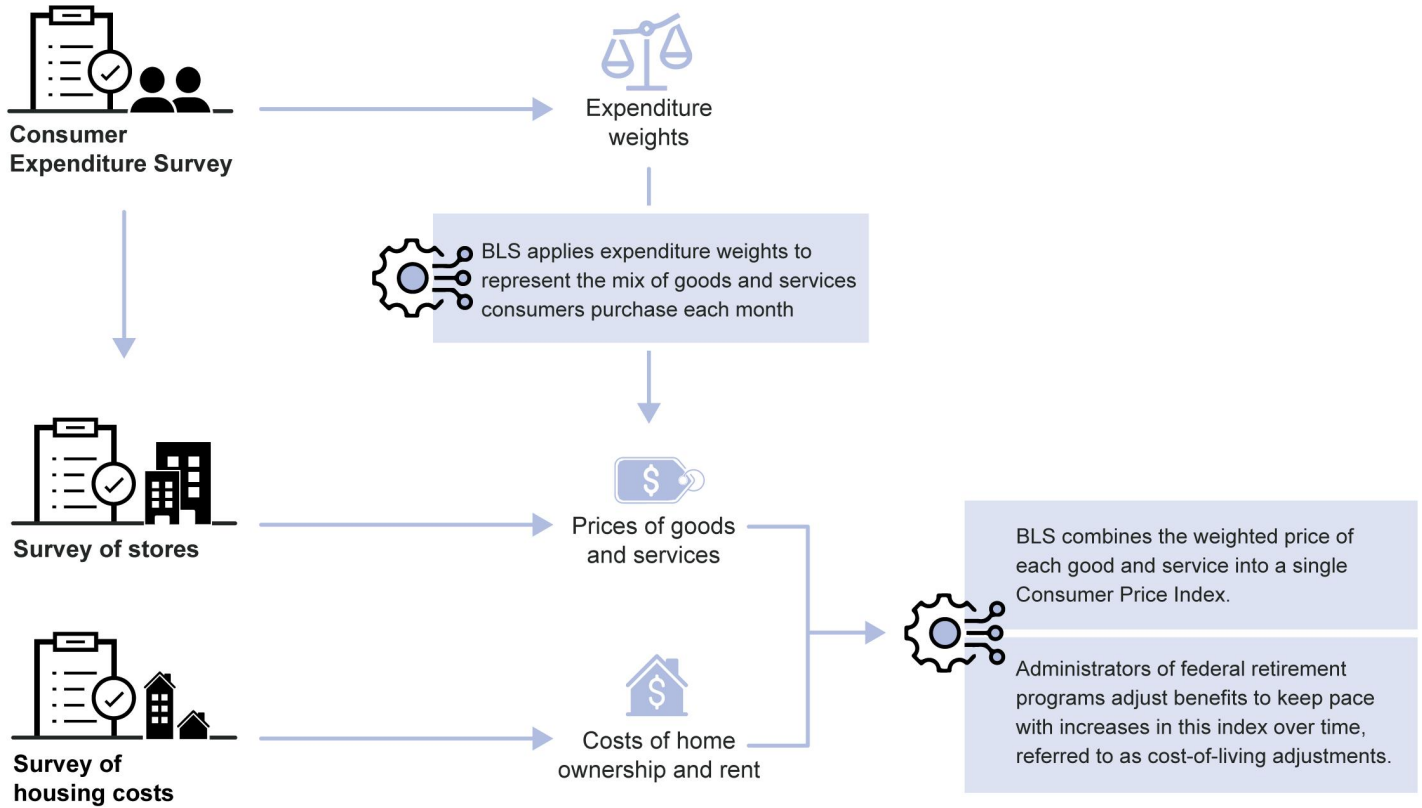 Consumer
Expenditure Survey
Expenditure
weights
BLS applies expenditure weights to
represent the mix of goods and services
consumers purchase each month
Survey of stores
$
Prices of goods
and services
Survey of
housing costs
$
Costs of home
ownership and rent
BLS combines the weighted price of
each good and service into a single
Consumer Price Index.
Administrators of federal retirement
programs adjust benefits to keep pace
with increases in this index over time,
referred to as cost-of-living adjustments.